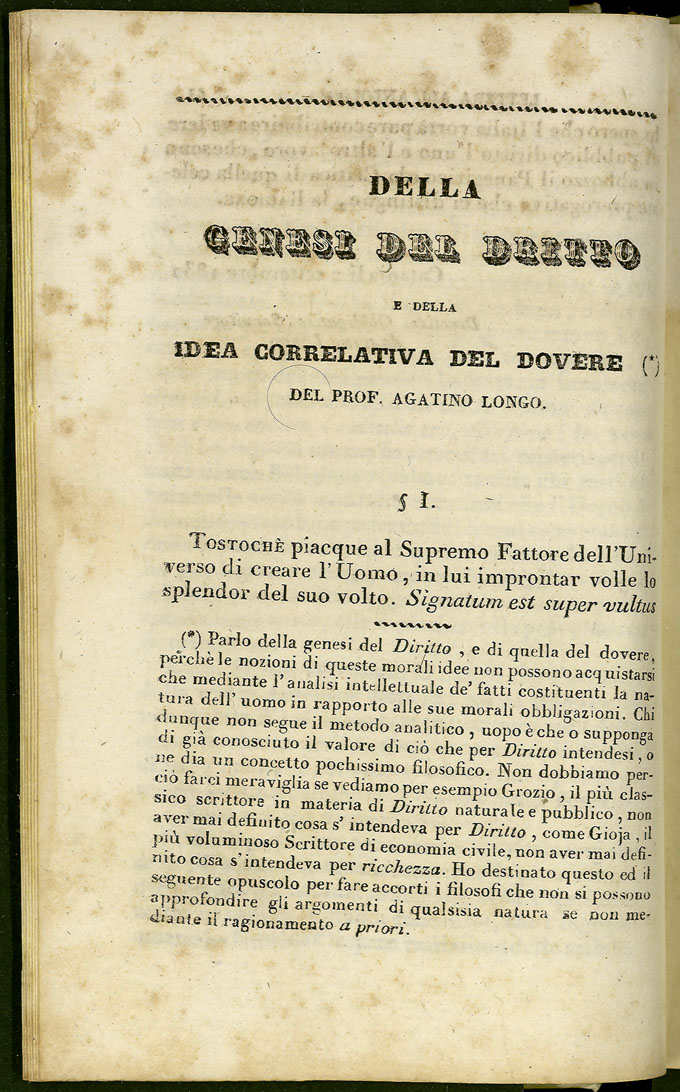 DELLA
GENESI DEL DRITTO
E DELLA
IDEA CORRELATIVA DEL DOVERE (*)
DEL PROF. AGATINO LONGO.
§ I.
TOSTOCHÈ piacque al Supremo Fattore dell'Uni-
verso di creare l'Uomo, in lui improntar volle lo
splendor del suo volto. Signatum est super vultus
(*) Parlo della genesi del Diritto, e di quella del dovere,
perchè le nozioni di queste morali idee non possono acquistarsi
che mediante l'analisi intellettuale de' fatti costituenti la na-
tura dell'uomo in rapporto alle sue morali obbligazioni. Chi
dunque non segue il metodo analitico, uopo è che o supponga
di già conosciuto il valore di ciò che per Diritto intendesi, o
ne dia un concetto pochissimo filosofico. Non dobbiamo per-
ciò farci meraviglia se vediamo per esempio Grozio, il più clas-
sico scrittore in materia di Diritto naturale e pubblico, non
aver mai definito cosa s'intendeva per Diritto, come Gioja, il
più voluminoso Scrittore di economia civile, non aver mai defi-
nito cosa s'intendeva per ricchezza. Ho destinato questo ed il
seguente opuscolo per fare accorti i filosofi che non si possono
approfondire gli argomenti di qualsisia natura se non me-
diante il ragionamento a priori.